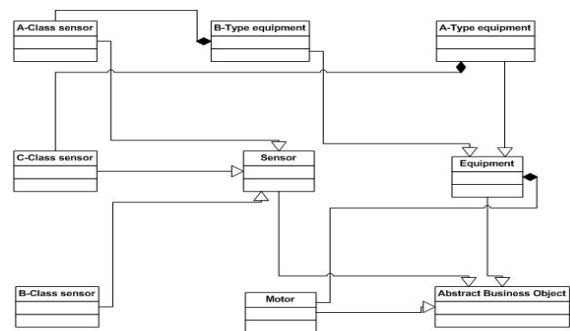 A-Class sensor
B-Type equipment
A-Type equipment
C-Class sensor
Sensor
Equipment
B-Class sensor
Motor
Abstract Business Object